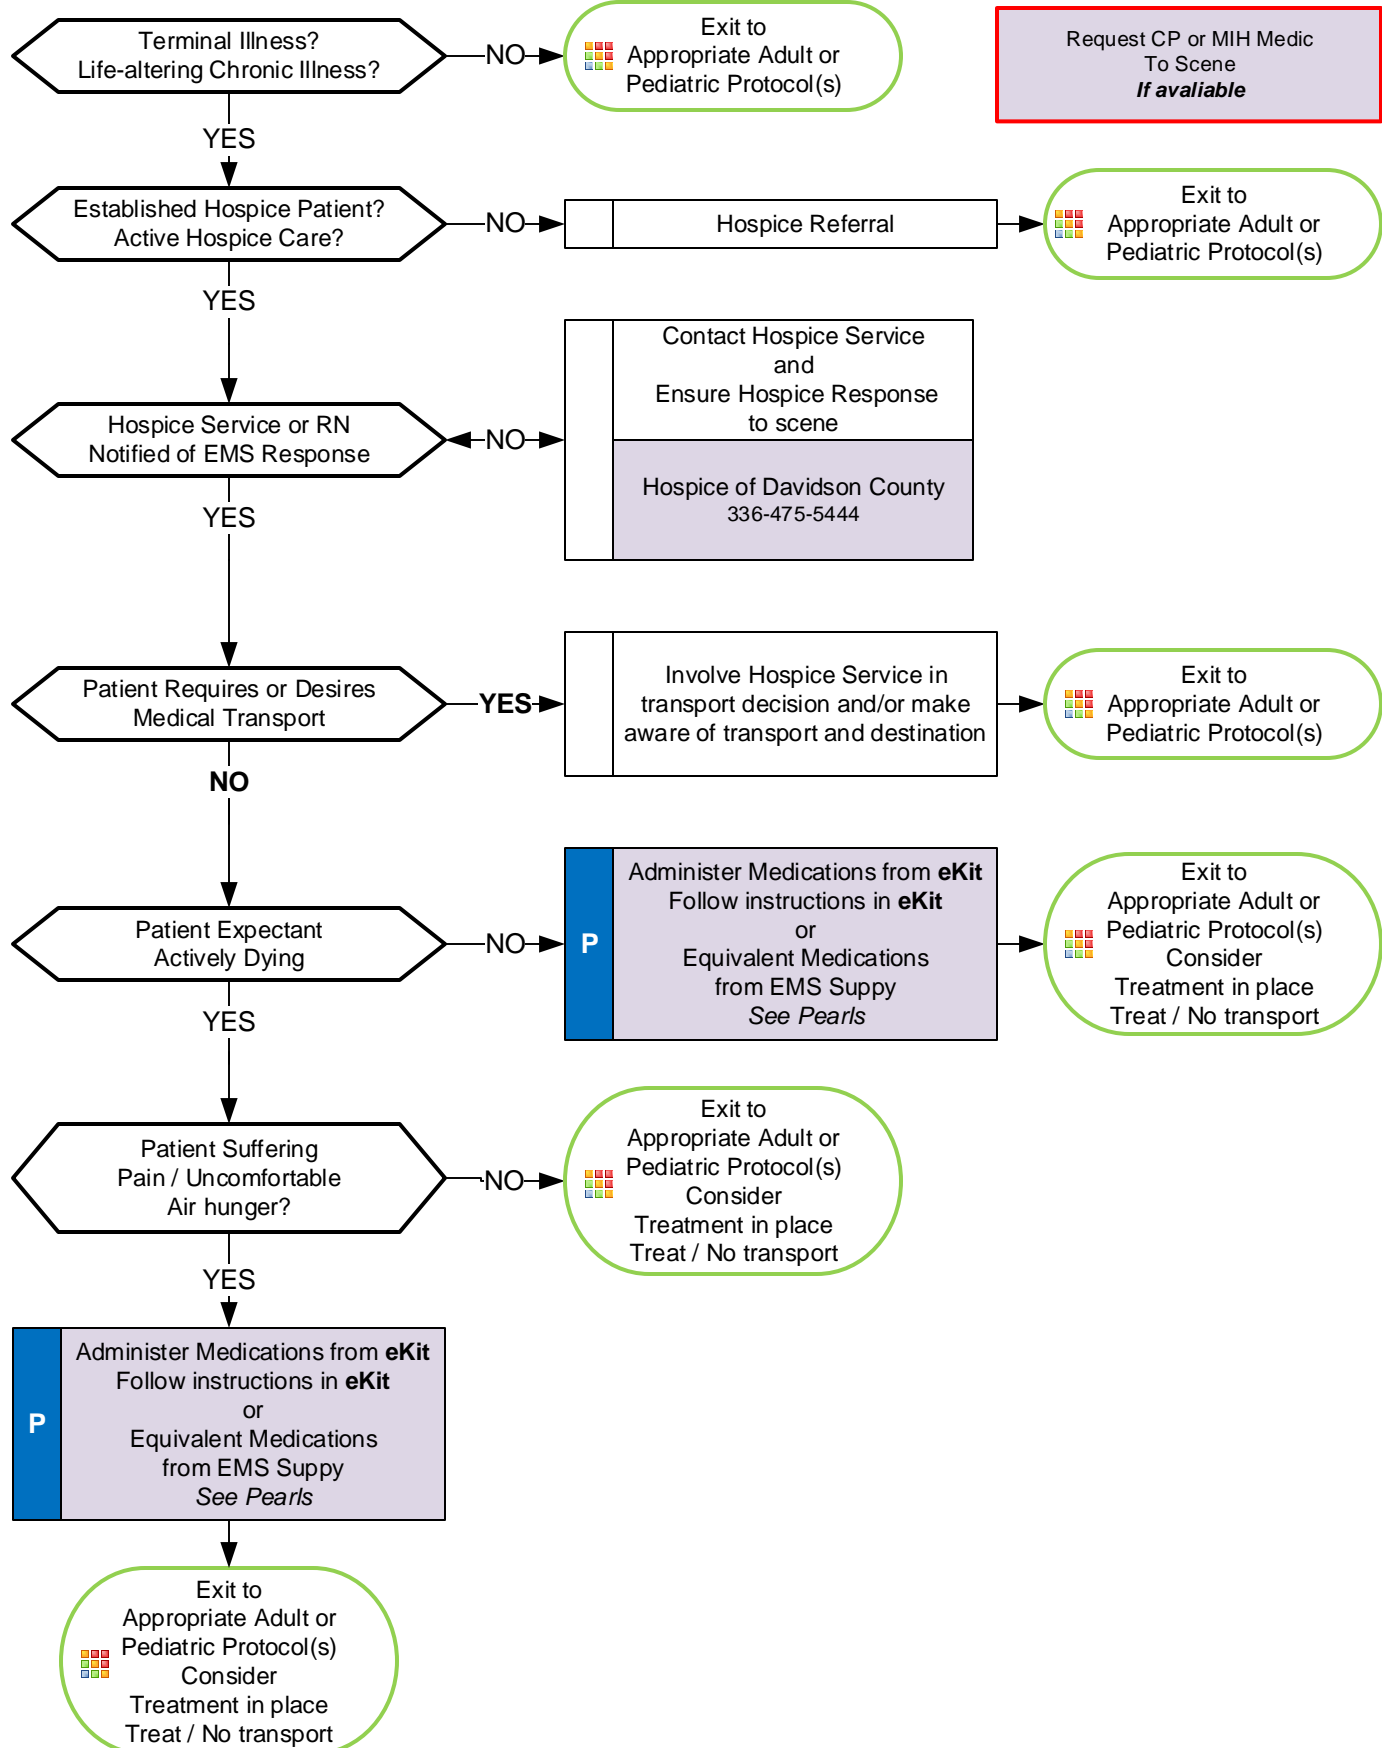 Terminal Illness?
Life-altering Chronic Illness?
NO
Exit to
Appropriate Adult or
Pediatric Protocol(s)
Request CP or MIH Medic
To Scene
If avaliable
YES
Established Hospice Patient?
Active Hospice Care?
NO
Hospice Referral
Exit to
Appropriate Adult or
Pediatric Protocol(s)
YES
Hospice Service or RN
Notified of EMS Response
NO
Contact Hospice Service
and
Ensure Hospice Response
to scene
Hospice of Davidson County
336-475-5444
YES
Patient Requires or Desires
Medical Transport
YES
Involve Hospice Service in
transport decision and/or make
aware of transport and destination
Exit to
Appropriate Adult or
Pediatric Protocol(s)
NO
Patient Expectant
Actively Dying
NO
P
Administer Medications from eKit
Follow instructions in eKit
or
Equivalent Medications
from EMS Suppy
See Pearls
Exit to
Appropriate Adult or
Pediatric Protocol(s)
Consider
Treatment in place
Treat / No transport
YES
Patient Suffering
Pain / Uncomfortable
Air hunger?
NO
Exit to
Appropriate Adult or
Pediatric Protocol(s)
Consider
Treatment in place
Treat / No transport
YES
P
Administer Medications from eKit
Follow instructions in eKit
or
Equivalent Medications
from EMS Suppy
See Pearls
Exit to
Appropriate Adult or
Pediatric Protocol(s)
Consider
Treatment in place
Treat / No transport